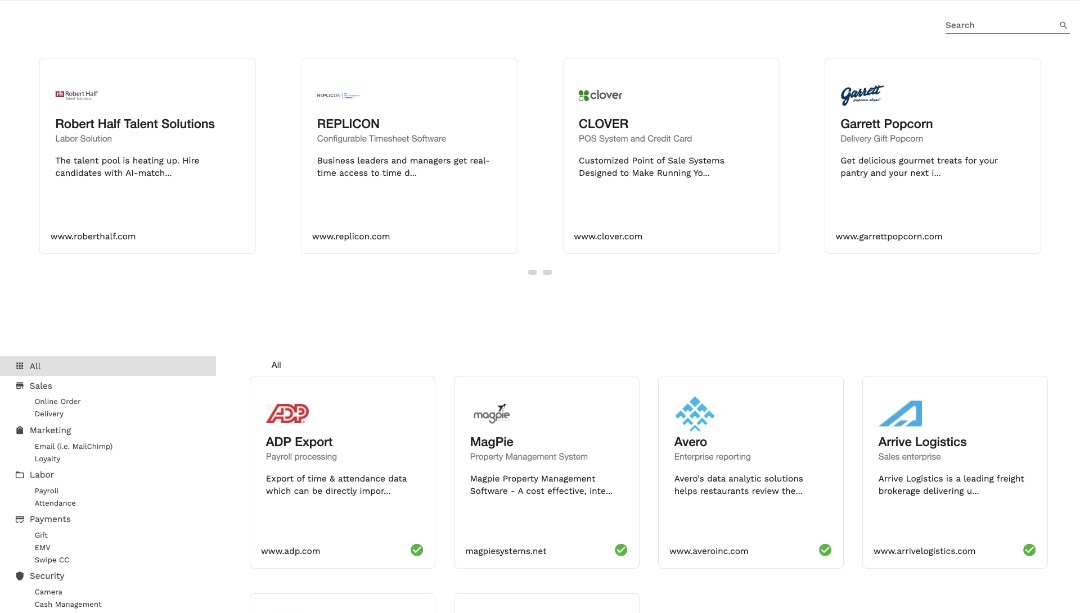 Search
Robert Half
Talent Solutions
Robert Half Talent Solutions
Labor Solution
The talent pool is heating up. Hire
candidates with AI-match...
www.roberthalf.com
REPLICON
REPLICON
Configurable Timesheet Software
Business leaders and managers get real-
time access to time d...
www.replicon.com
clover
CLOVER
POS System and Credit Card
Customized Point of Sale Systems
Designed to Make Running Yo...
www.clover.com
Garrett
popcorn shops
Garrett Popcorn
Delivery Gift Popcorn
Get delicious gourmet treats for your
pantry and your next i...
www.garrettpopcorn.com
All
Sales
Online Order
Delivery
Marketing
Email (i.e. MailChimp)
Loyalty
Labor
Payroll
Attendance
Payments
Gift
EMV
Swipe CC
Security
Camera
Cash Management
All
ADP
ADP Export
Payroll processing
Export of time & attendance data
which can be directly impor...
www.adp.com
magpie
MagPie
Property Management System
Magpie Property Management
Software - A cost effective, inte...
magpiesystems.net
Avero
Enterprise reporting
Avero's data analytic solutions
helps restaurants review the...
www.averoinc.com
Arrive Logistics
Sales enterprise
Arrive Logistics is a leading freight
brokerage delivering u...
www.arrivelogistics.com